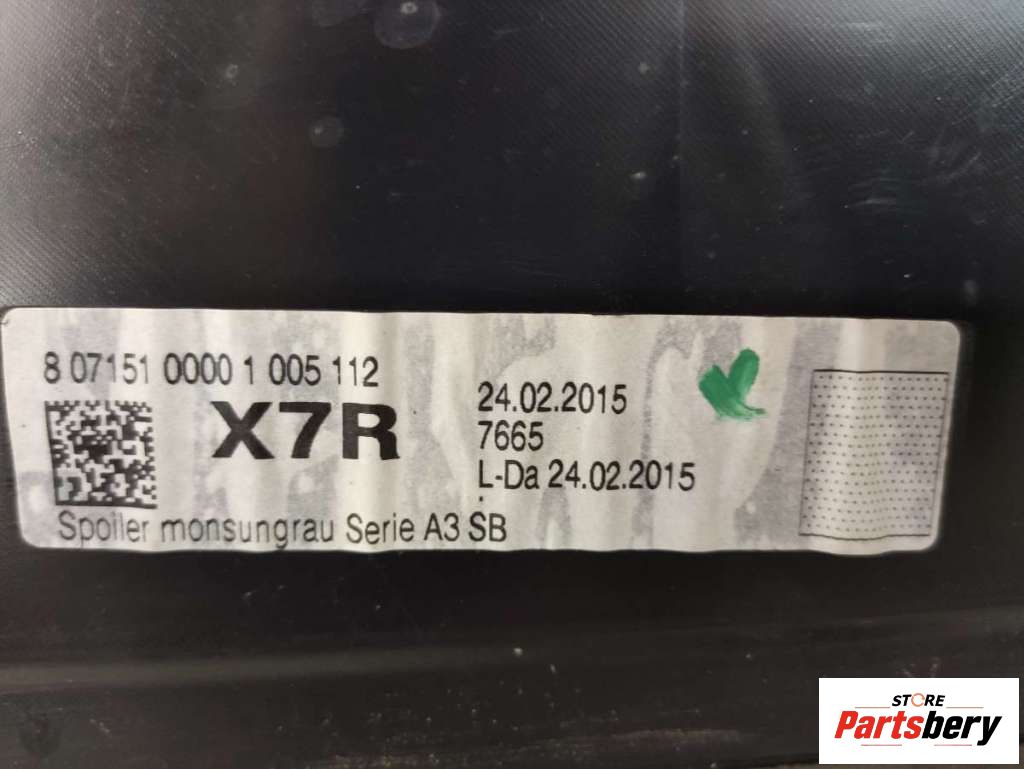 8 07151 0000 1 005 112
X7R
24.02.2015
7665
L-Da 24.02.2015
Spoiler monsungrau Serie A3 SB
STORE
Partsbery